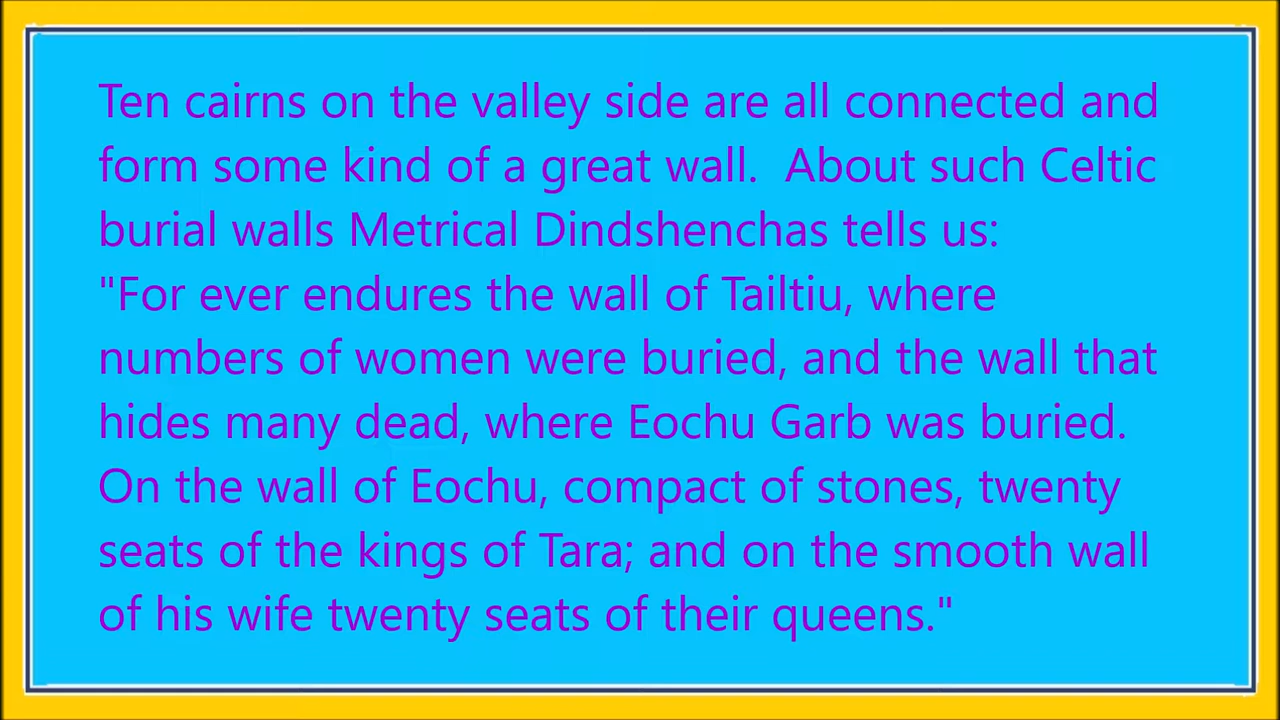 Ten cairns on the valley side are all connected and
form some kind of a great wall.  About such Celtic
burial walls Metrical Dindshenchas tells us:
"For ever endures the wall of Tailtiu, where
numbers of women were buried, and the wall that
hides many dead, where Eochu Garb was buried.
On the wall of Eochu, compact of stones, twenty
seats of the kings of Tara; and on the smooth wall
of his wife twenty seats of their queens."